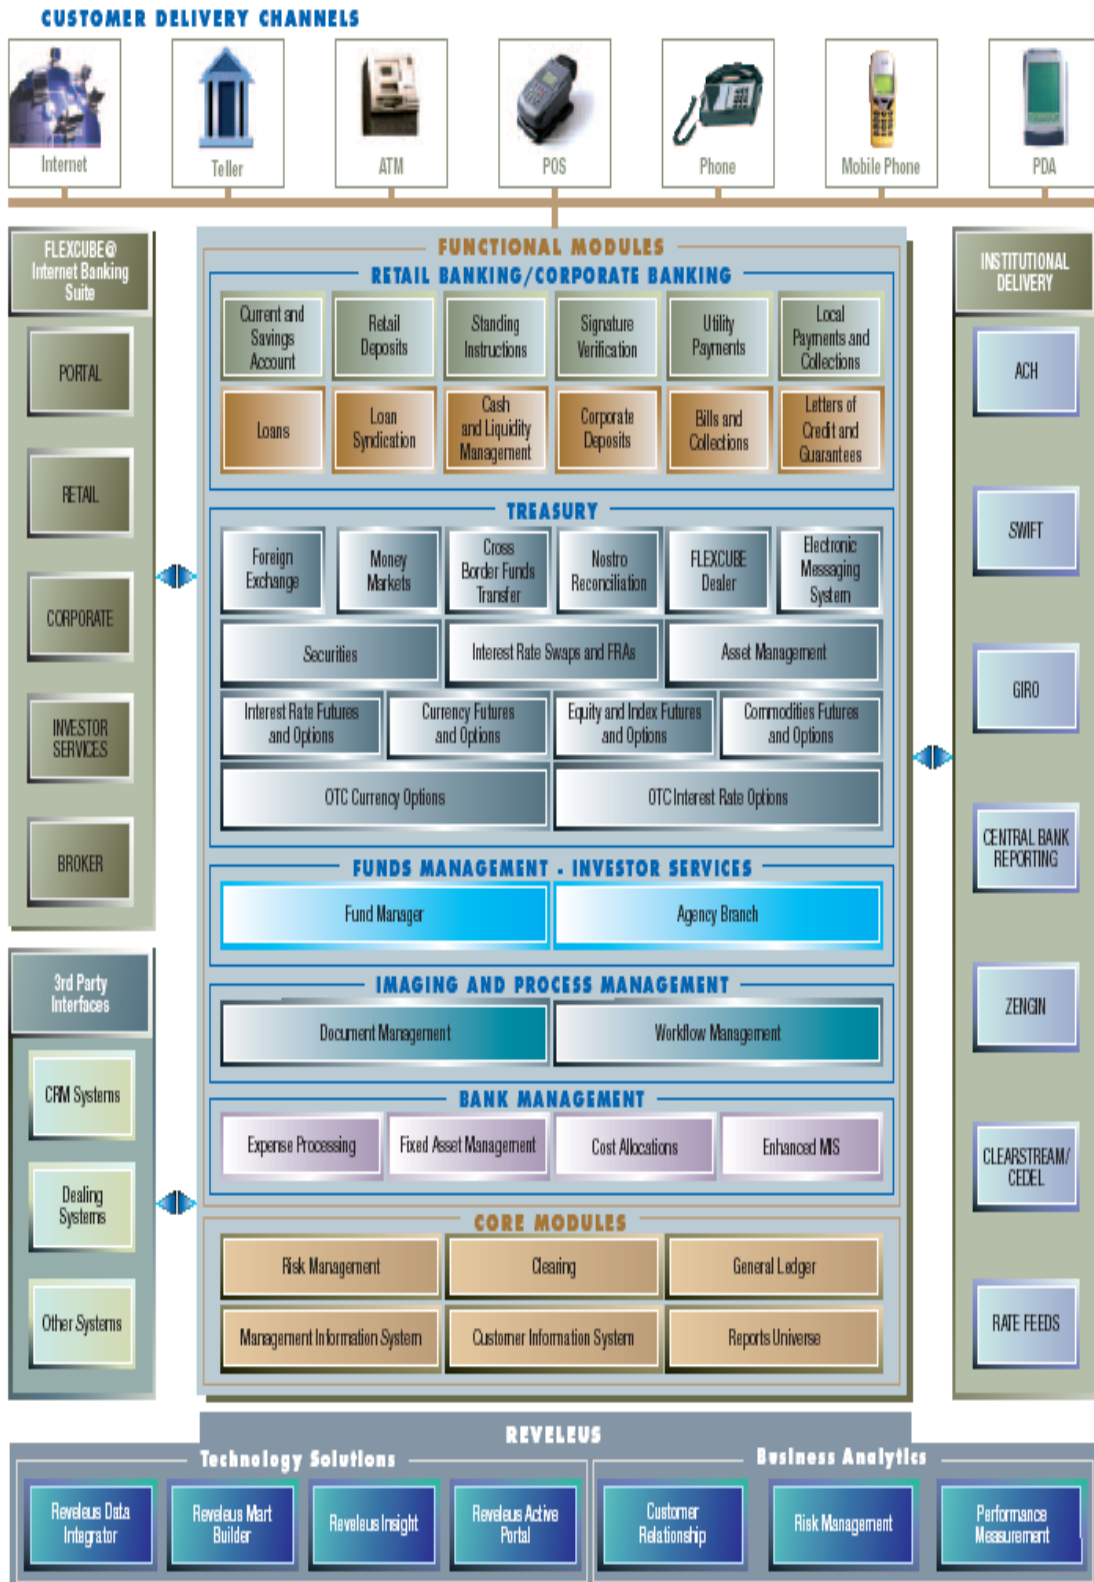 CUSTOMER DELIVERY CHANNELS
Internet
Teller
ATM
POS
Phone
Mobile Phone
PDA
FLEXCUBE®
Internet Banking
Suite
PORTAL
RETAIL
CORPORATE
INVESTOR
SERVICES
BROKER
3rd Party
Interfaces
CRM Systems
Dealing
Systems
Other Systems
FUNCTIONAL MODULES
RETAIL BANKING/CORPORATE BANKING
Current and
Savings
Account
Retail
Deposits
Standing
Instructions
Signature
Verification
Utility
Payments
Local
Payments and
Collections
Loans
Loan
Syndication
Cash
and Liquidity
Management
Corporate
Deposits
Bills and
Collections
Letters of
Credit and
Guarantees
TREASURY
Foreign
Exchange
Money
Markets
Cross
Border Funds
Transfer
Nostro
Reconciliation
FLEXCUBE
Dealer
Electronic
Messaging
System
Securities
Interest Rate Swaps and FRAs
Asset Management
Interest Rate Futures
and Options
Currency Futures
and Options
Equity and Index Futures
and Options
Commodities Futures
and Options
OTC Currency Options
OTC Interest Rate Options
FUNDS MANAGEMENT - INVESTOR SERVICES
Fund Manager
Agency Branch
IMAGING AND PROCESS MANAGEMENT
Document Management
Workflow Management
BANK MANAGEMENT
Expense Processing
Fixed Asset Management
Cost Allocations
Enhanced MIS
CORE MODULES
Risk Management
Clearing
General Ledger
Management Information System
Customer Information System
Reports Universe
INSTITUTIONAL
DELIVERY
ACH
SWIFT
GIRO
CENTRAL BANK
REPORTING
ZENGIN
CLEARSTREAM/
CEDEL
RATE FEEDS
REVELEUS
Technology Solutions
Reveleus Data
Integrator
Reveleus Mart
Builder
Reveleus Insight
Reveleus Active
Portal
Business Analytics
Customer
Relationship
Risk Management
Performance
Measurement